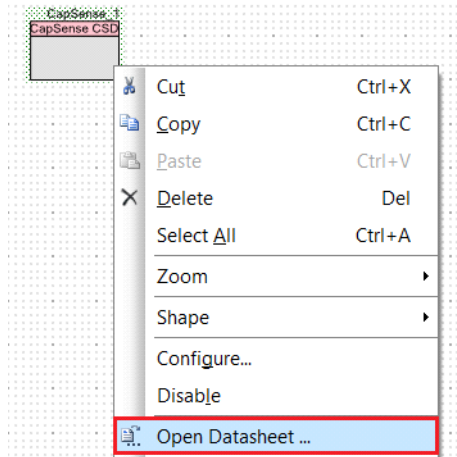 CapSense_1
CapSense CSD
Cut Ctrl+X
Copy Ctrl+C
Paste Ctrl+V
Delete Del
Select All Ctrl+A
Zoom
Shape
Configure...
Disable
Open Datasheet ...